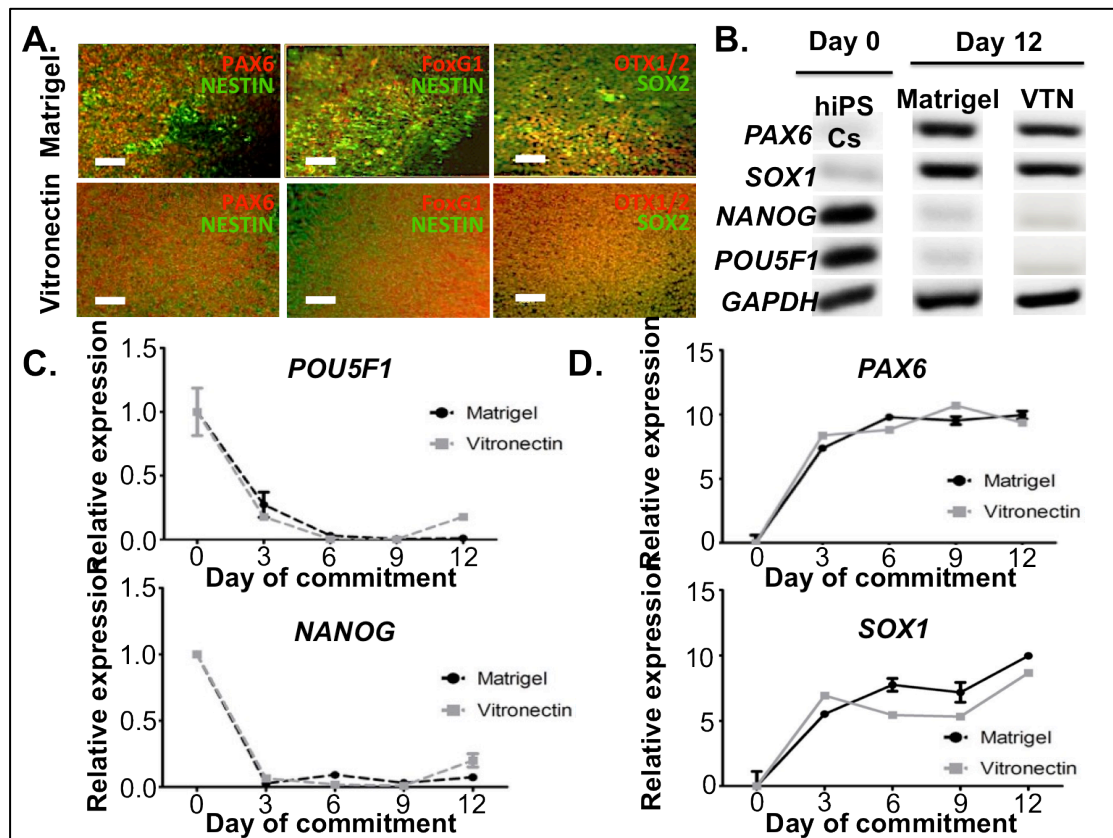 A.
Matrigel
PAX6
NESTIN
FoxG1
NESTIN
OTX1/2
SOX2
Vitronectin
PAX6
NESTIN
FoxG1
NESTIN
OTX1/2
SOX2
B.
Day 0
Day 12
hiPS
Cs
Matrigel
VTN
PAX6
SOX1
NANOG
POU5F1
GAPDH
C.
POU5F1
Relative expression
1.5
1.0
0.5
0.0
Matrigel
Vitronectin
0 3 6 9 12
Day of commitment
NANOG
Relative expression
1.5
1.0
0.5
0.0
Matrigel
Vitronectin
0 3 6 9 12
Day of commitment
D.
PAX6
Relative expression
15
10
5
0
Matrigel
Vitronectin
0 3 6 9 12
Day of commitment
SOX1
Relative expression
15
10
5
0
Matrigel
Vitronectin
0 3 6 9 12
Day of commitment